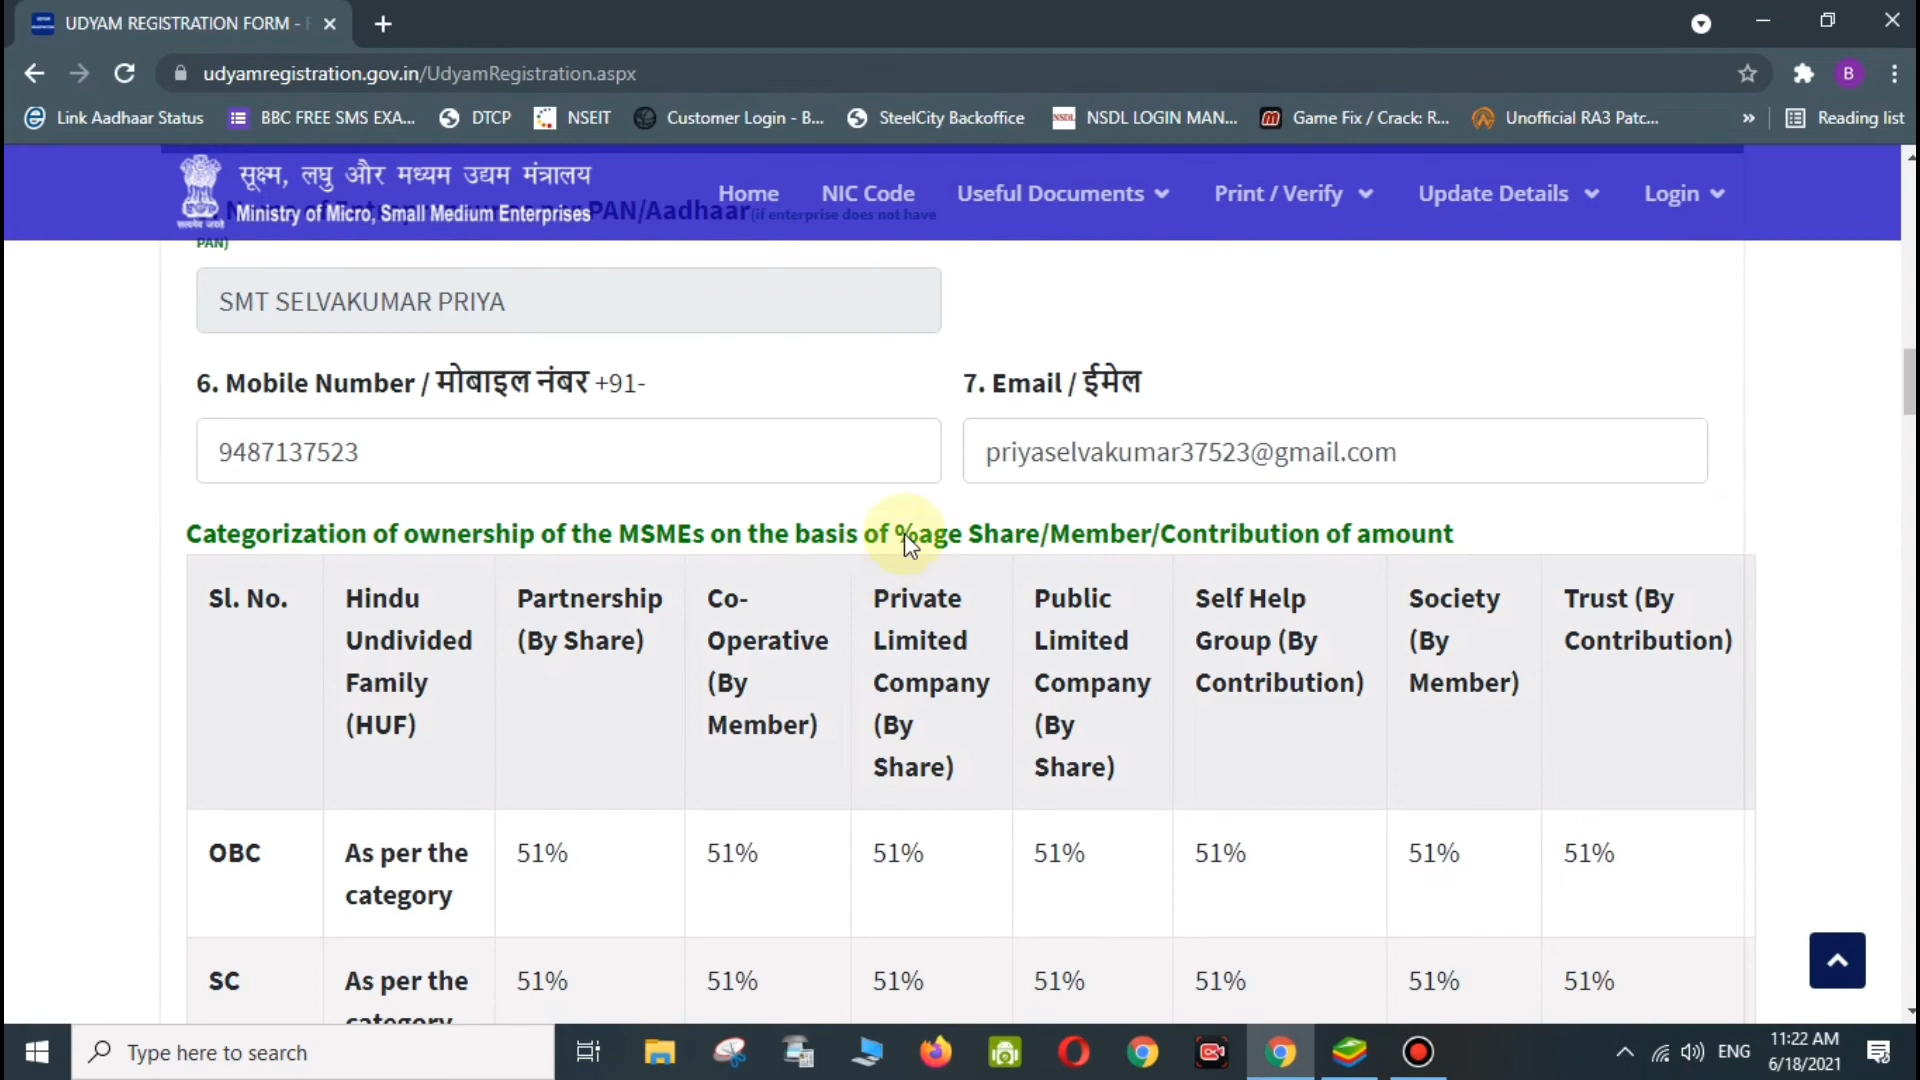 UDYAM REGISTRATION FORM -
udyamregistration.gov.in/UdyamRegistration.aspx
B
Link Aadhaar Status BBC FREE SMS EXA... DTCP NSEIT Customer Login - B... SteelCity Backoffice NSDL LOGIN MAN... Game Fix / Crack: R... Unofficial RA3 Patc... » Reading list
सूक्ष्म, लघु और मध्यम उद्यम मंत्रालय
Ministry of Micro, Small Medium Enterprises
Home NIC Code Useful Documents Print / Verify Update Details Login
PAN/Aadhaar (if enterprise does not have
PAN)
SMT SELVAKUMAR PRIYA
6. Mobile Number / मोबाइल नंबर +91-
7. Email / ईमेल
9487137523
priyaselvakumar37523@gmail.com
Categorization of ownership of the MSMEs on the basis of %age Share/Member/Contribution of amount
Sl. No. Hindu Undivided Family (HUF) Partnership (By Share) Co-Operative (By Member) Private Limited Company (By Share) Public Limited Company (By Share) Self Help Group (By Contribution) Society (By Member) Trust (By Contribution)
OBC As per the category 51% 51% 51% 51% 51% 51% 51%
SC As per the category 51% 51% 51% 51% 51% 51% 51%
Type here to search
ENG
11:22 AM
6/18/2021